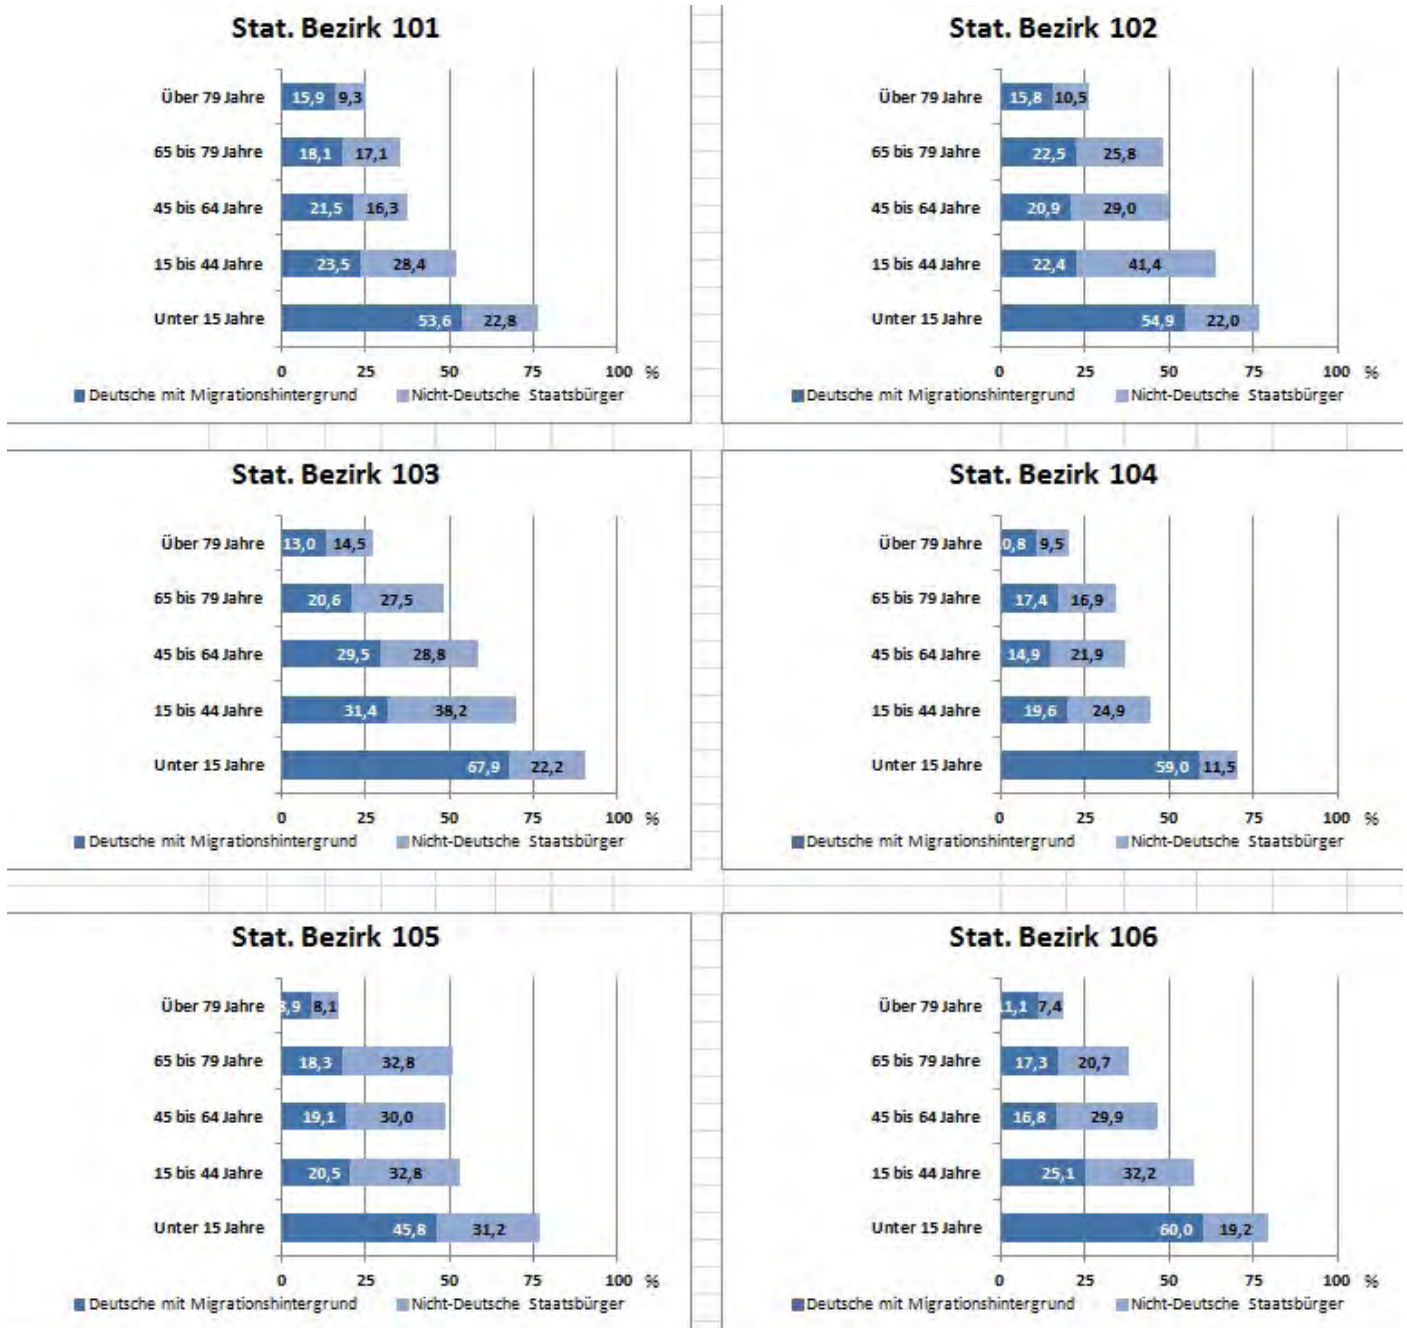 Stat. Bezirk 101
Über 79 Jahre 15,9 9,3
65 bis 79 Jahre 18,1 17,1
45 bis 64 Jahre 21,5 16,3
15 bis 44 Jahre 23,5 28,4
Unter 15 Jahre 53,6 22,8
0 25 50 75 100 %
Deutsche mit Migrationshintergrund Nicht-Deutsche Staatsbürger
Stat. Bezirk 102
Über 79 Jahre 15,8 10,5
65 bis 79 Jahre 22,5 25,8
45 bis 64 Jahre 20,9 29,0
15 bis 44 Jahre 22,4 41,4
Unter 15 Jahre 54,9 22,0
0 25 50 75 100 %
Deutsche mit Migrationshintergrund Nicht-Deutsche Staatsbürger
Stat. Bezirk 103
Über 79 Jahre 13,0 14,5
65 bis 79 Jahre 20,6 27,5
45 bis 64 Jahre 29,5 28,8
15 bis 44 Jahre 31,4 38,2
Unter 15 Jahre 67,9 22,2
0 25 50 75 100 %
Deutsche mit Migrationshintergrund Nicht-Deutsche Staatsbürger
Stat. Bezirk 104
Über 79 Jahre 10,8 9,5
65 bis 79 Jahre 17,4 16,9
45 bis 64 Jahre 14,9 21,9
15 bis 44 Jahre 19,6 24,9
Unter 15 Jahre 59,0 11,5
0 25 50 75 100 %
Deutsche mit Migrationshintergrund Nicht-Deutsche Staatsbürger
Stat. Bezirk 105
Über 79 Jahre 8,9 8,1
65 bis 79 Jahre 18,3 32,8
45 bis 64 Jahre 19,1 30,0
15 bis 44 Jahre 20,5 32,8
Unter 15 Jahre 45,8 31,2
0 25 50 75 100 %
Deutsche mit Migrationshintergrund Nicht-Deutsche Staatsbürger
Stat. Bezirk 106
Über 79 Jahre 11,1 7,4
65 bis 79 Jahre 17,3 20,7
45 bis 64 Jahre 16,8 29,9
15 bis 44 Jahre 25,1 32,2
Unter 15 Jahre 60,0 19,2
0 25 50 75 100 %
Deutsche mit Migrationshintergrund Nicht-Deutsche Staatsbürger